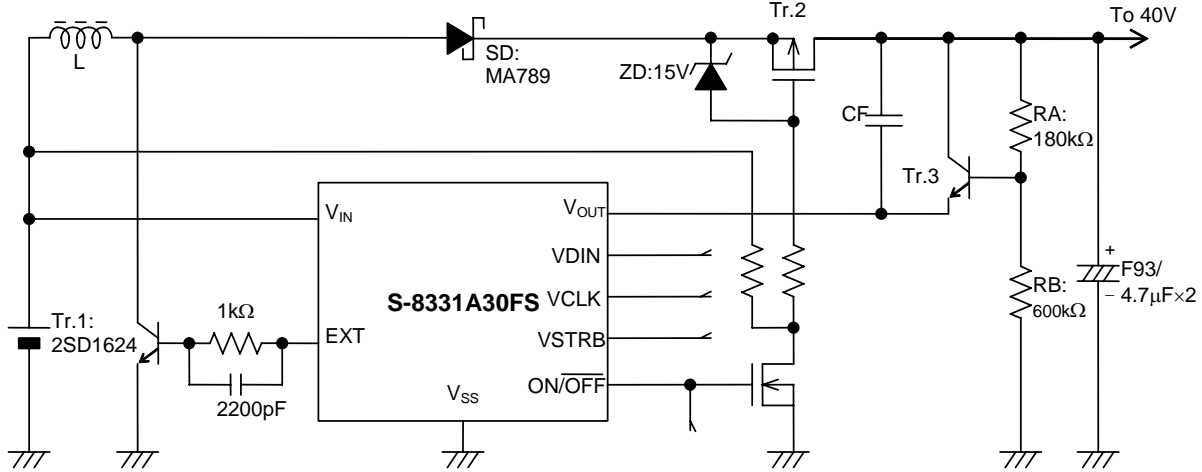 Tr.2
To 40V
L
SD:
MA789
ZD:15V
CF
RA:
180kΩ
Tr.3
VIN
VOUT
VDIN
S-8331A30FS
VCLK
VSTRB
ON/OFF
VSS
EXT
1kΩ
2200pF
Tr.1:
2SD1624
RB:
600kΩ
+
F93/
− 4.7μF×2